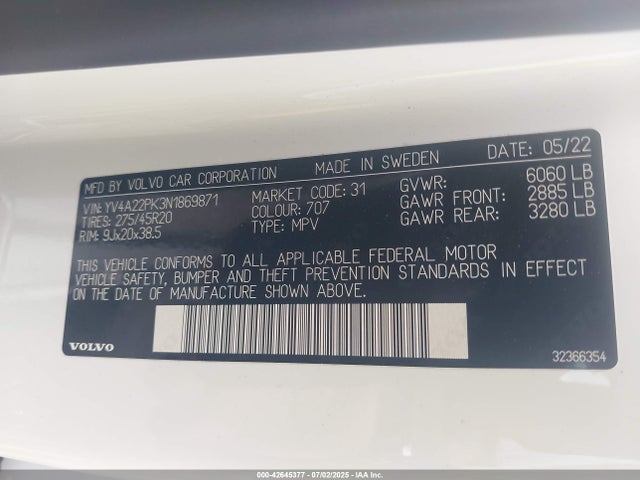 MFD BY VOLVO CAR CORPORATION MADE IN SWEDEN DATE: 05/22
VIN: YV4A22PK3N1869871 MARKET CODE: 31 GVWR: 6060 LB
TIRES: 275/45R20 COLOUR: 707 GAWR FRONT: 2885 LB
RIM: 9Jx20x38.5 TYPE: MPV GAWR REAR: 3280 LB
THIS VEHICLE CONFORMS TO ALL APPLICABLE FEDERAL MOTOR
VEHICLE SAFETY, BUMPER AND THEFT PREVENTION STANDARDS IN EFFECT
ON THE DATE OF MANUFACTURE SHOWN ABOVE.
VOLVO 32366354
000-42645377 - 07/02/2025 - IAA Inc.